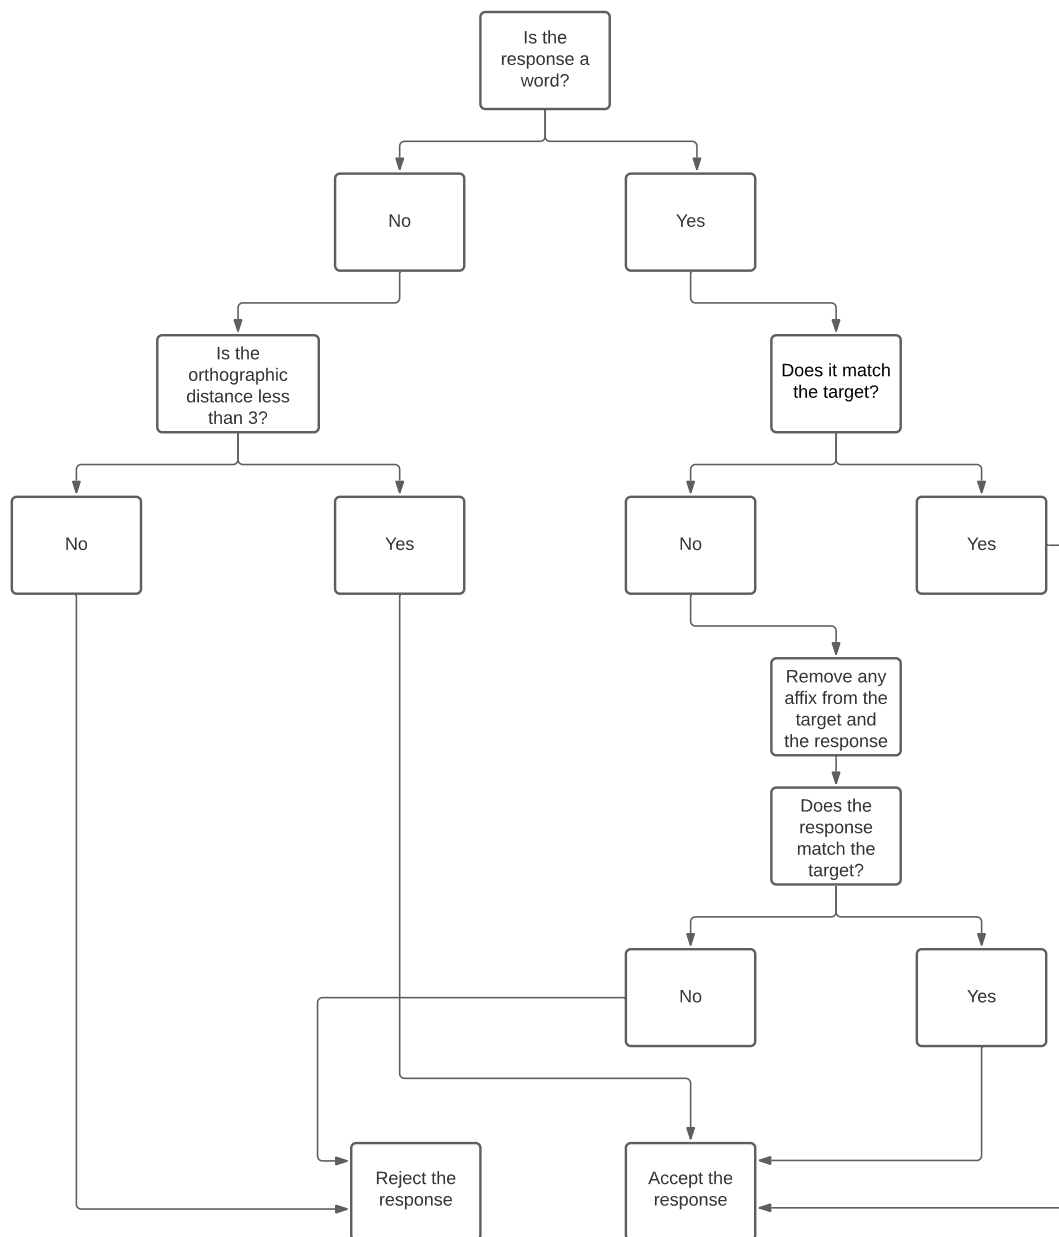 Is the
response a
word?
No
Yes
Is the
orthographic
distance less
than 3?
Does it match
the target?
No
Yes
No
Yes
Remove any
affix from the
target and
the response
Does the
response
match the
target?
No
Yes
Reject the
response
Accept the
response